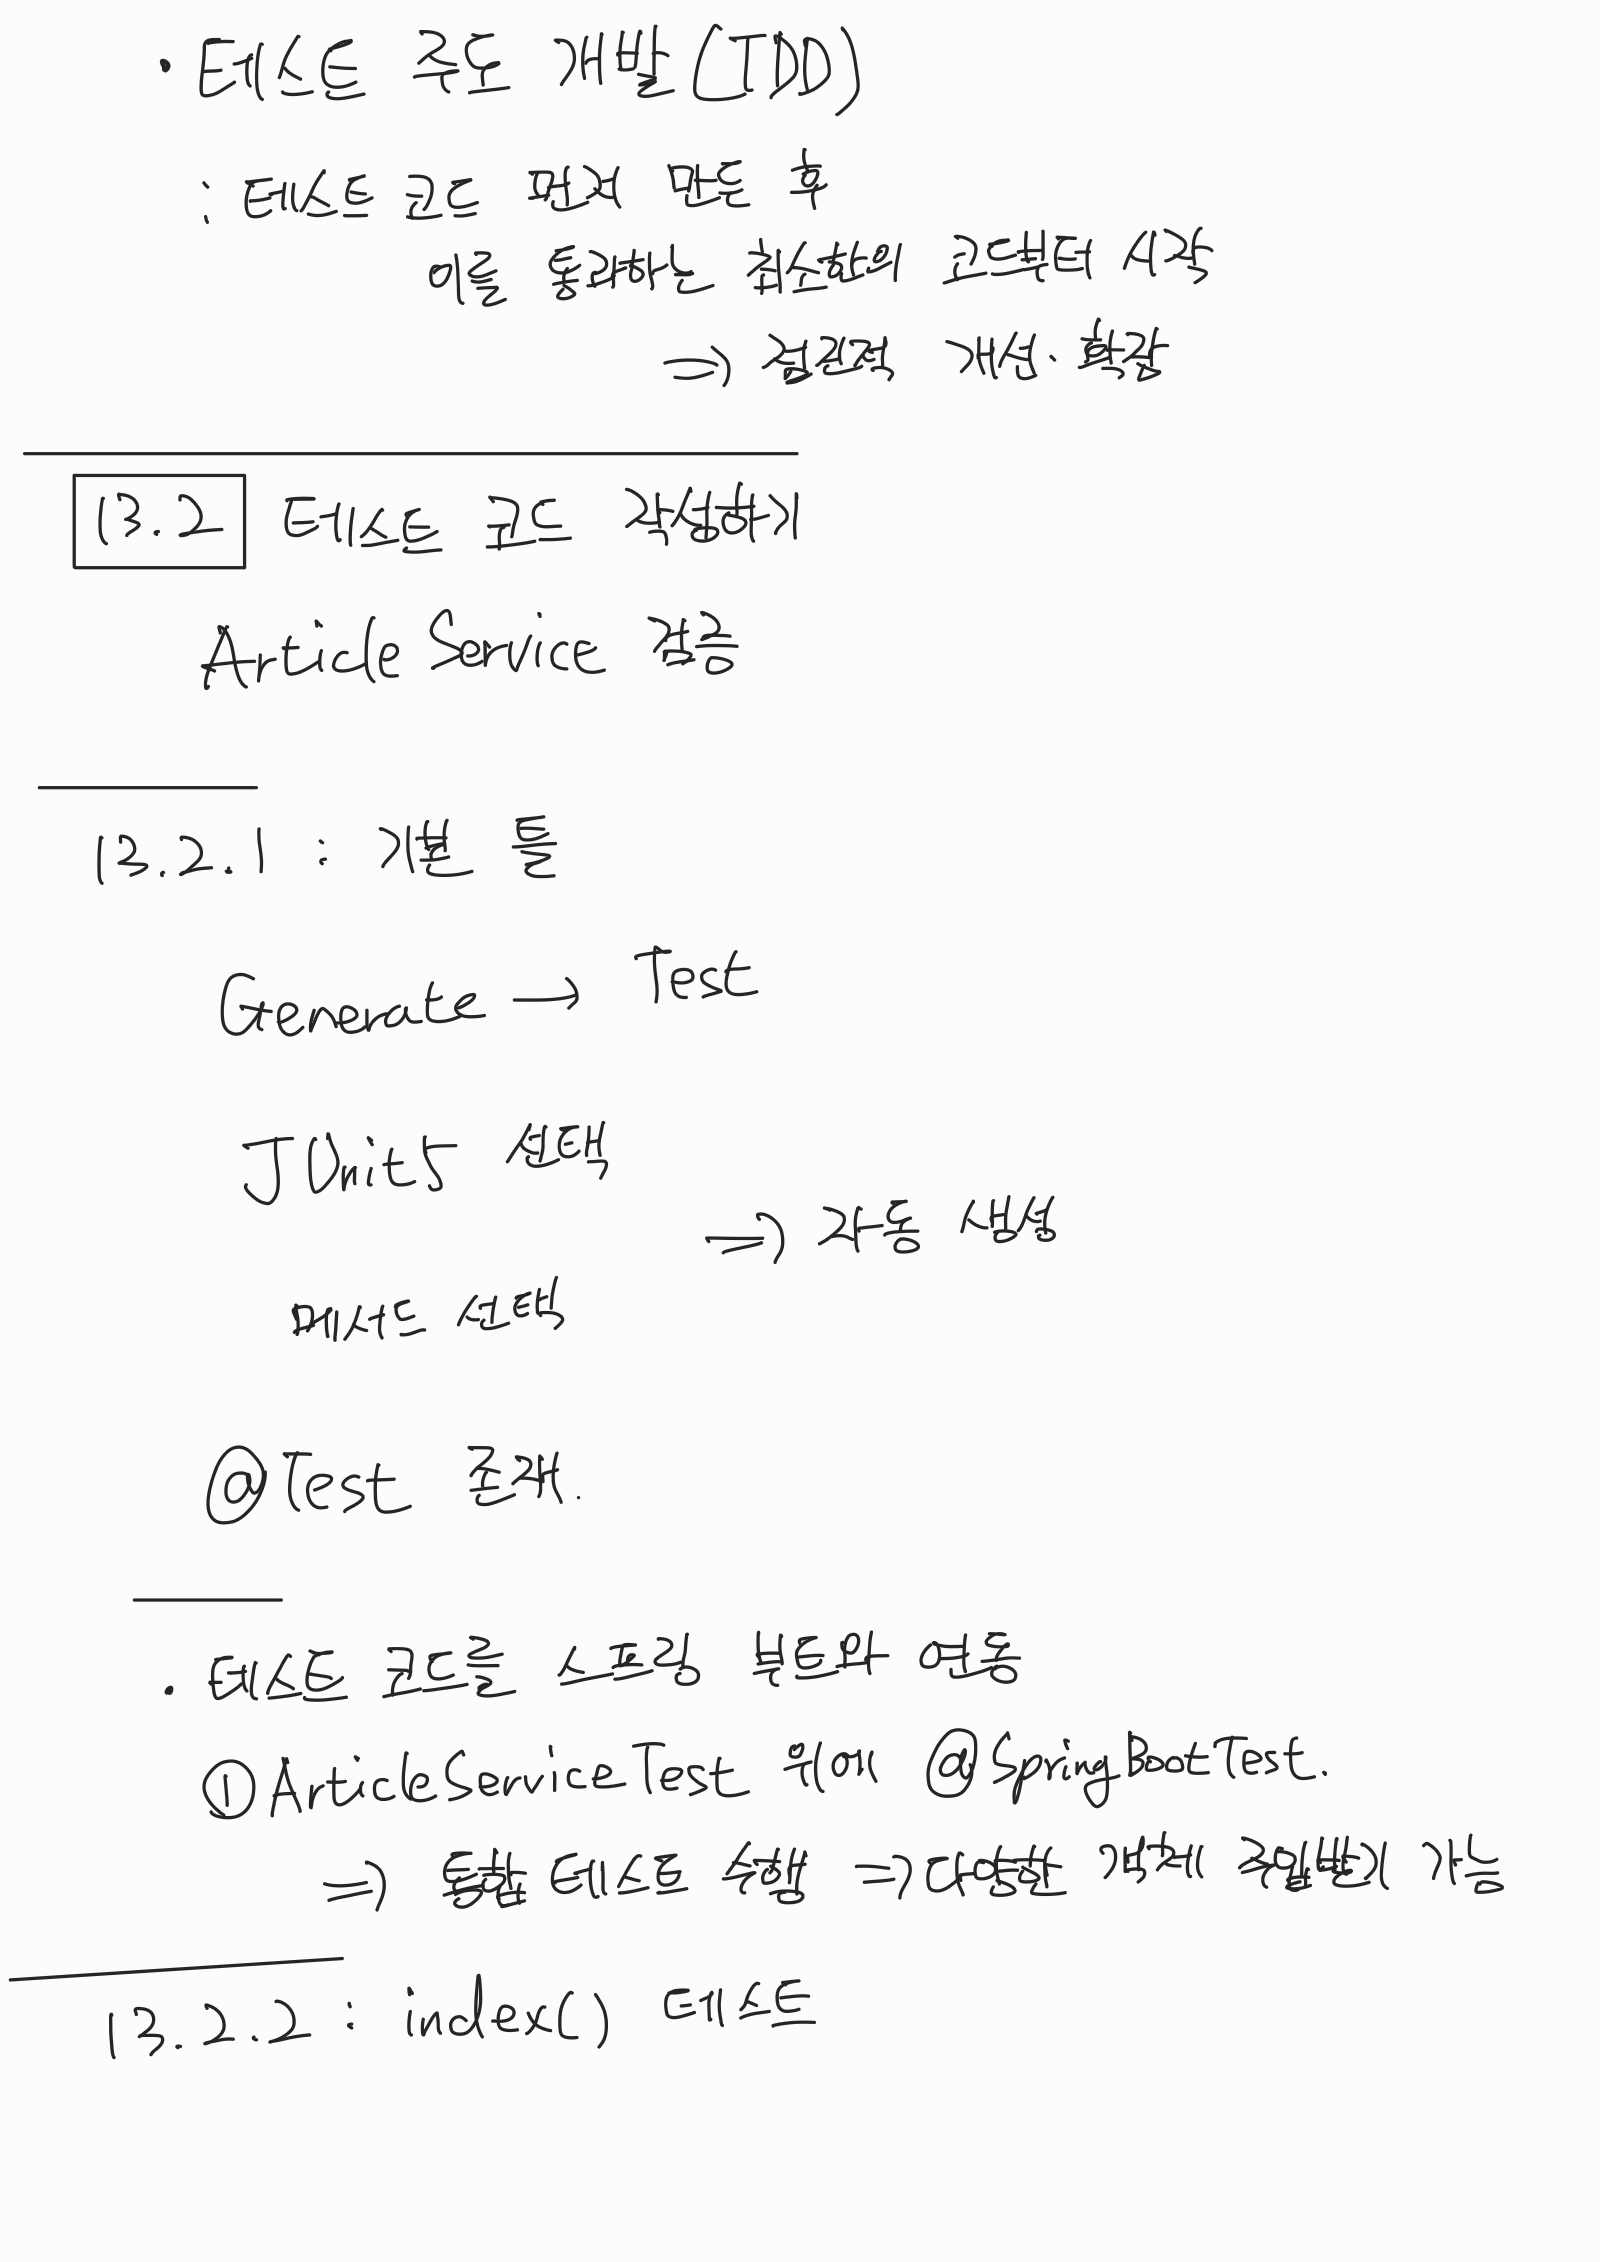 · 테스트 주도 개발 (TDD)
: 테스트 코드 먼저 만든 후
이를 통과하는 최소한의 코드부터 시작
⇒ 점진적 개선·확장
13.2 테스트 코드 작성하기
Article Service 검증
13.2.1 : 기본 틀
Generate → Test
JUnit5 선택
⇒ 자동 생성
메서드 선택
@Test 존재.
· 테스트 코드를 스프링 부트와 연동
① ArticleServiceTest 위에 @SpringBootTest.
⇒ 통합 테스트 수행 ⇒ 다양한 객체 주입받기 가능
13.2.2 : index() 테스트